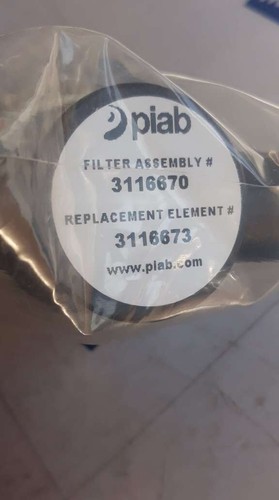 piab
FILTER ASSEMBLY #
3116670
REPLACEMENT ELEMENT #
3116673
www.piab.com